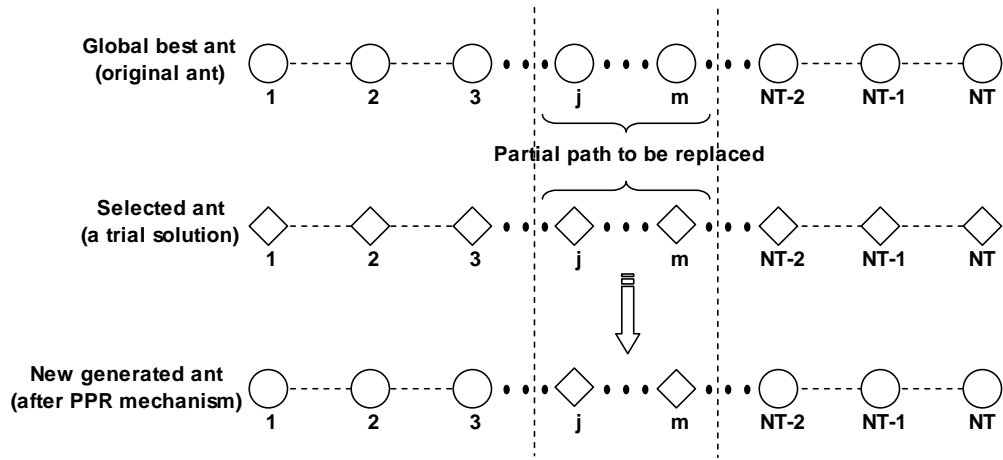 Global best ant
(original ant)
1 2 3 j m NT-2 NT-1 NT
Partial path to be replaced
Selected ant
(a trial solution)
1 2 3 j m NT-2 NT-1 NT
New generated ant
(after PPR mechanism)
1 2 3 j m NT-2 NT-1 NT